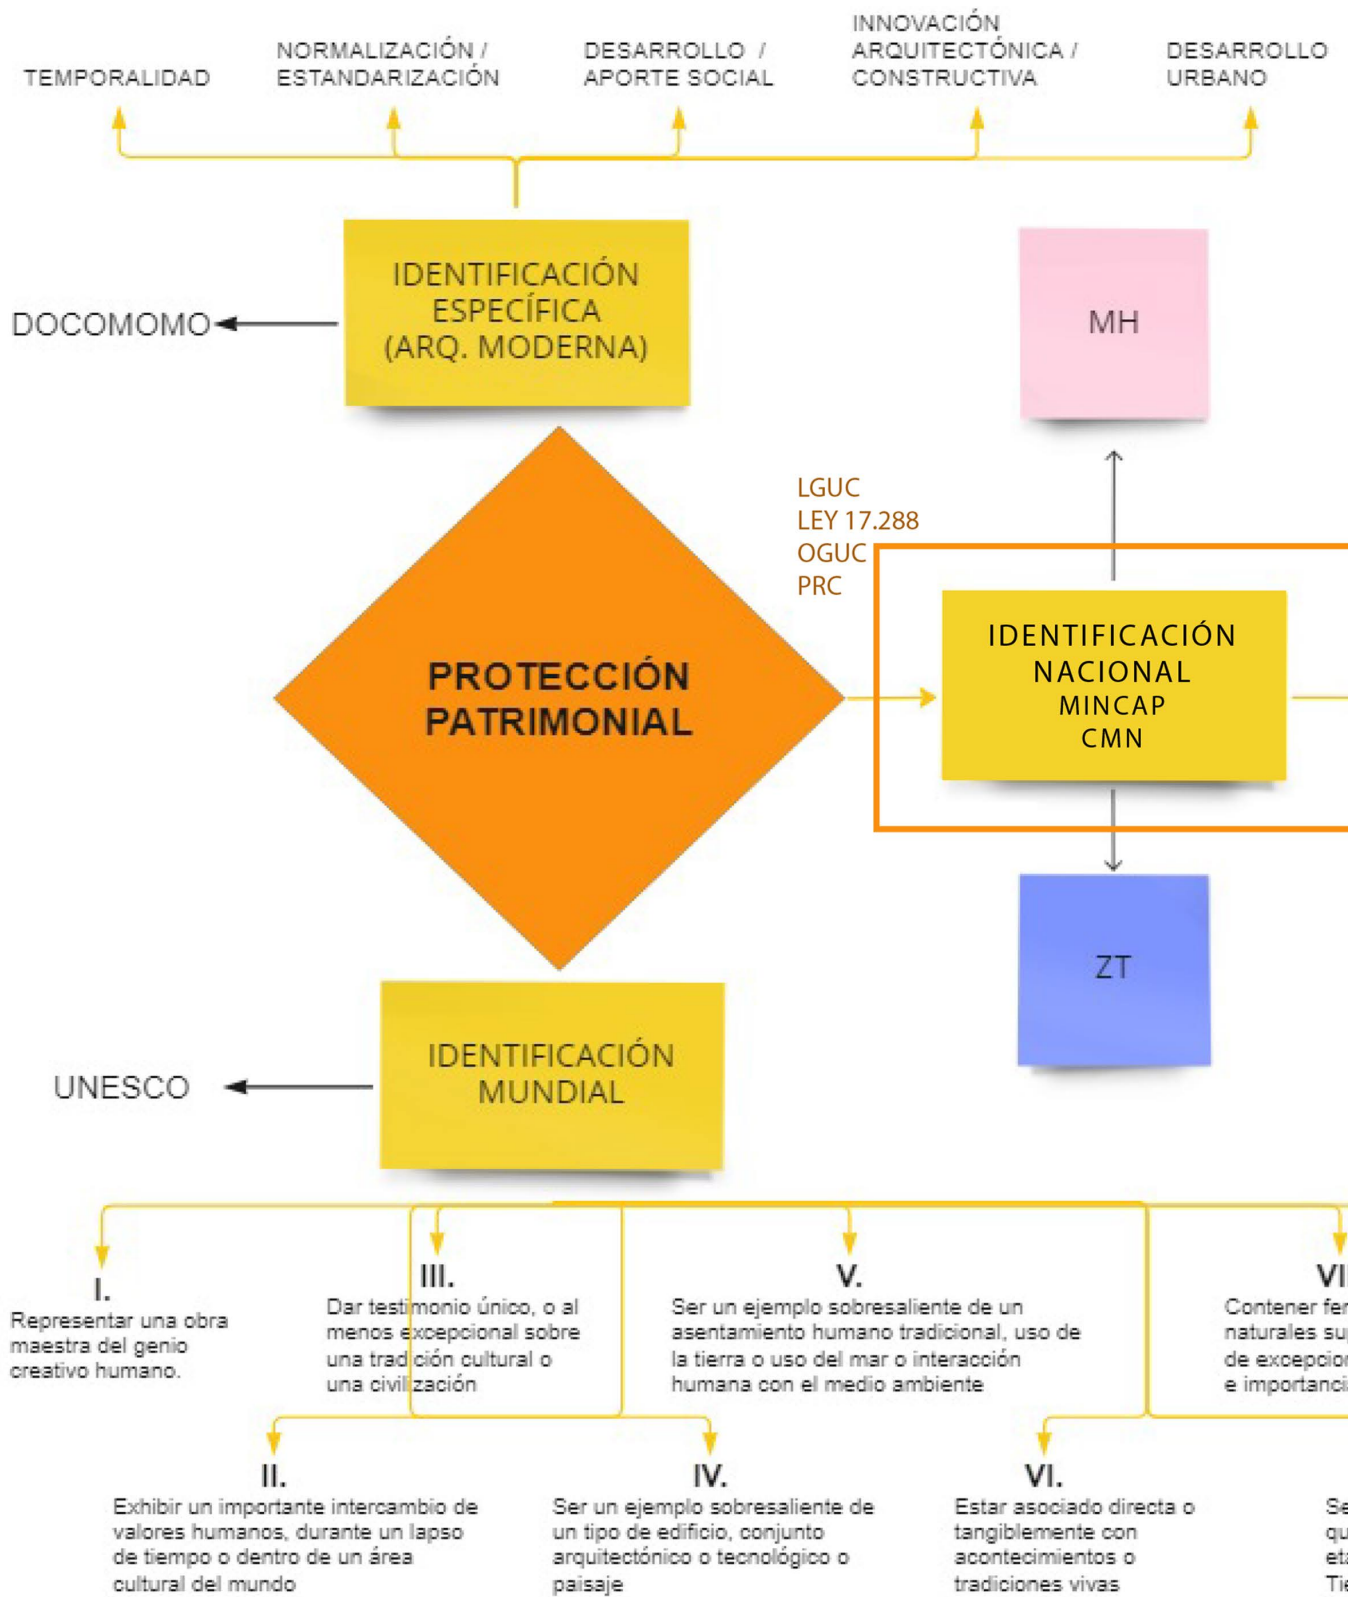 TEMPORALIDAD
NORMALIZACIÓN /
ESTANDARIZACIÓN
DESARROLLO /
APORTE SOCIAL
INNOVACIÓN
ARQUITECTÓNICA /
CONSTRUCTIVA
DESARROLLO
URBANO
IDENTIFICACIÓN
ESPECÍFICA
(ARQ. MODERNA)
DOCOMOMO
MH
LGUC
LEY 17.288
OGUC
PRC
PROTECCIÓN
PATRIMONIAL
IDENTIFICACIÓN
NACIONAL
MINCAP
CMN
ZT
IDENTIFICACIÓN
MUNDIAL
UNESCO
I.
Representar una obra
maestra del genio
creativo humano.
III.
Dar testimonio único, o al
menos excepcional sobre
una tradición cultural o
una civilización
V.
Ser un ejemplo sobresaliente de un
asentamiento humano tradicional, uso de
la tierra o uso del mar o interacción
humana con el medio ambiente
Contener
naturales
de
e
II.
Exhibir un importante intercambio de
valores humanos, durante un lapso
de tiempo o dentro de un área
cultural del mundo
IV.
Ser un ejemplo sobresaliente de
un tipo de edificio, conjunto
arquitectónico o tecnológico o
paisaje
VI.
Estar asociado directa o
tangiblemente con
acontecimientos o
tradiciones vivas